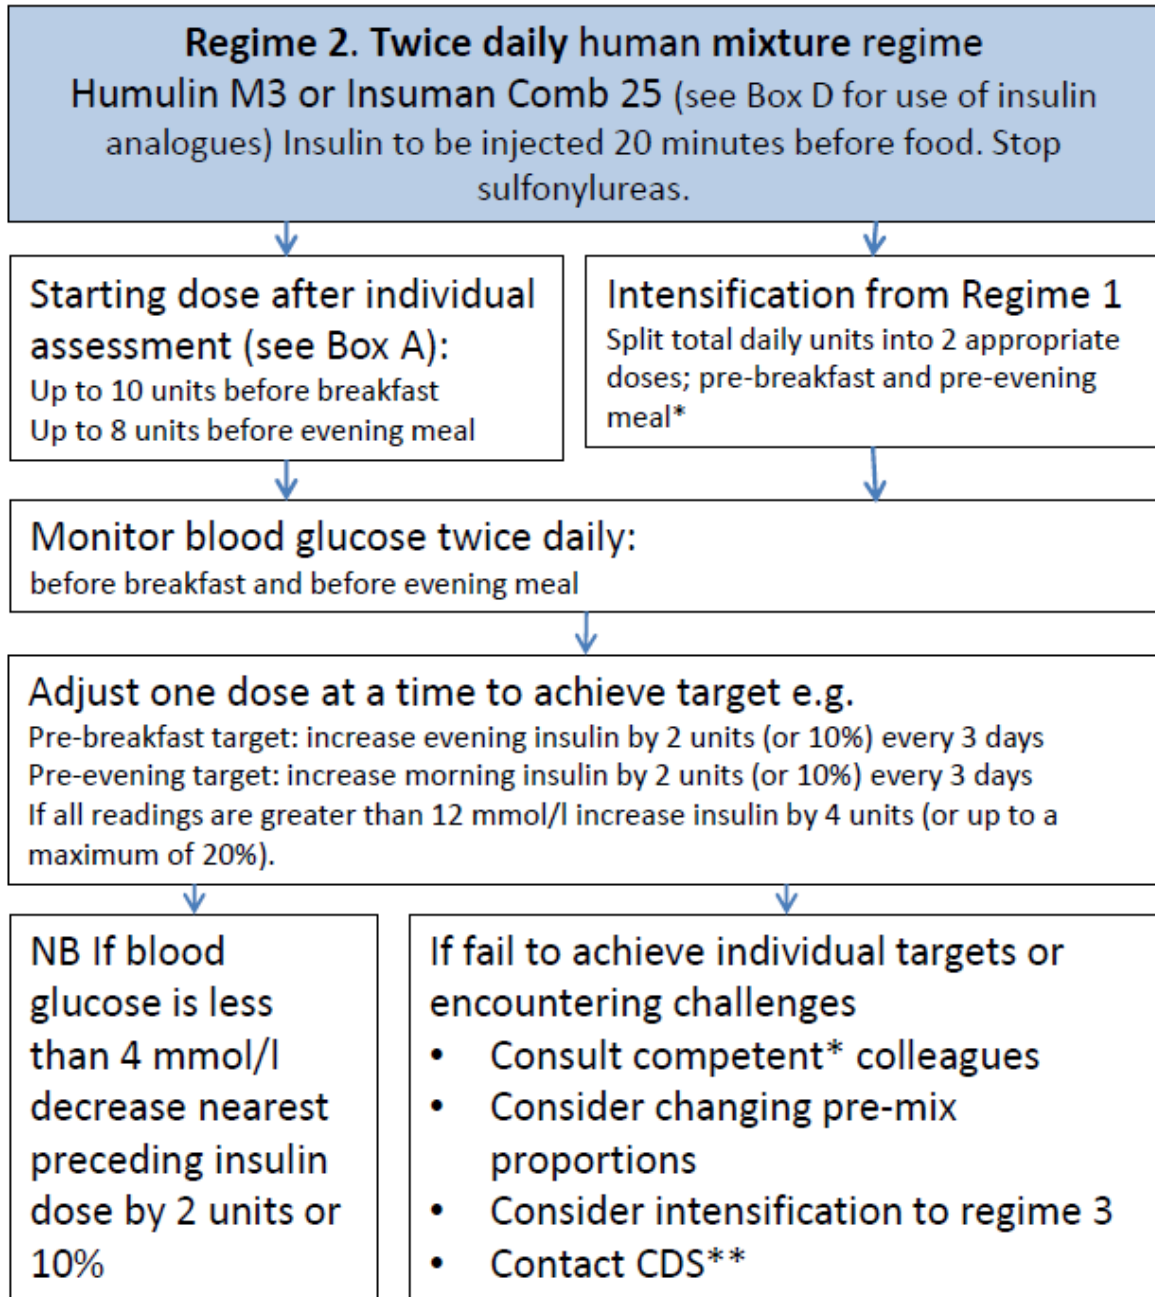 Regime 2. Twice daily human mixture regime
Humulin M3 or Insuman Comb 25 (see Box D for use of insulin
analogues) Insulin to be injected 20 minutes before food. Stop
sulfonylureas.
Starting dose after individual
assessment (see Box A):
Up to 10 units before breakfast
Up to 8 units before evening meal
Intensification from Regime 1
Split total daily units into 2 appropriate
doses; pre-breakfast and pre-evening
meal*
Monitor blood glucose twice daily:
before breakfast and before evening meal
Adjust one dose at a time to achieve target e.g.
Pre-breakfast target: increase evening insulin by 2 units (or 10%) every 3 days
Pre-evening target: increase morning insulin by 2 units (or 10%) every 3 days
If all readings are greater than 12 mmol/l increase insulin by 4 units (or up to a
maximum of 20%).
NB If blood
glucose is less
than 4 mmol/l
decrease nearest
preceding insulin
dose by 2 units or
10%
If fail to achieve individual targets or
encountering challenges
• Consult competent* colleagues
• Consider changing pre-mix
proportions
• Consider intensification to regime 3
• Contact CDS**